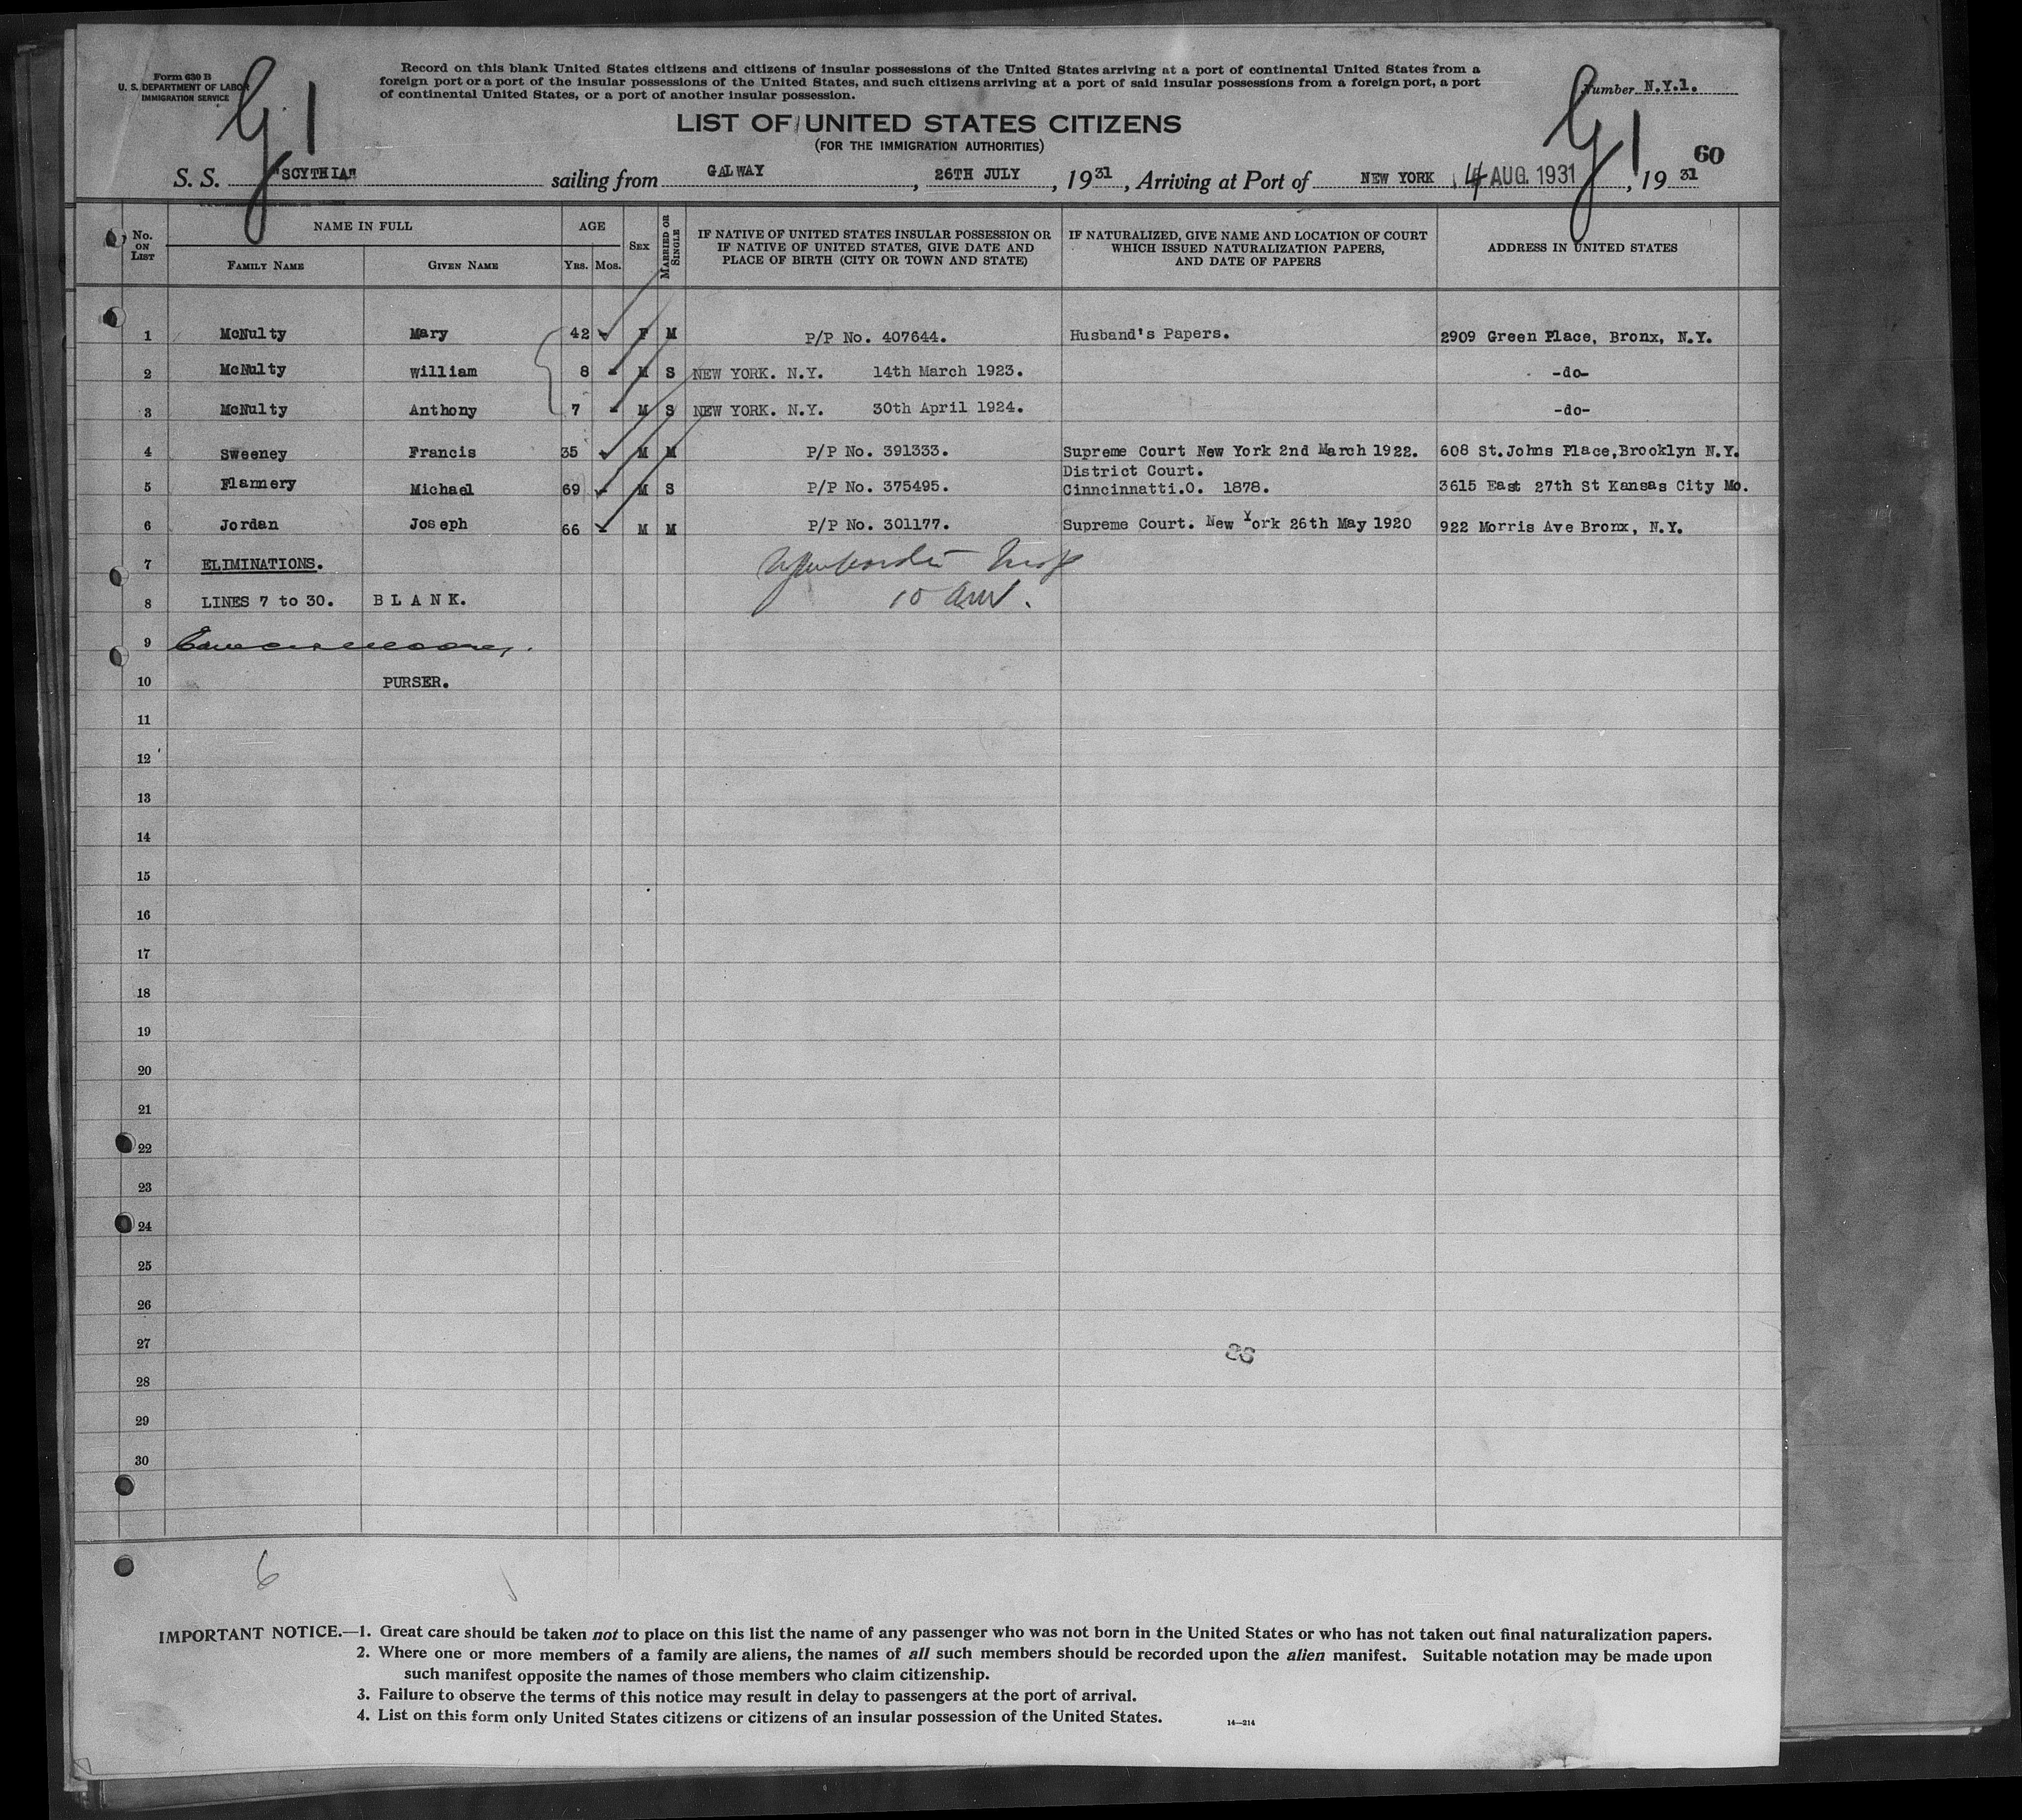 Form 630 B
U. S. DEPARTMENT OF LABOR
IMMIGRATION SERVICE
G 1
Record on this blank United States citizens and citizens of insular possessions of the United States arriving at a port of continental United States from a
foreign port or a port of the insular possessions of the United States, and such citizens arriving at a port of said insular possessions from a foreign port, a port
of continental United States, or a port of another insular possession.
Number N.Y.1.
G 1
60
LIST OF UNITED STATES CITIZENS
(FOR THE IMMIGRATION AUTHORITIES)
S. S. "SCYTHIA" sailing from GALWAY, 26TH JULY, 1931, Arriving at Port of NEW YORK 4 AUG. 1931, 1931
No. ON LIST NAME IN FULL AGE SEX MARRIED OR SINGLE IF NATIVE OF UNITED STATES INSULAR POSSESSION OR IF NATIVE OF UNITED STATES, GIVE DATE AND PLACE OF BIRTH (CITY OR TOWN AND STATE) IF NATURALIZED, GIVE NAME AND LOCATION OF COURT WHICH ISSUED NATURALIZATION PAPERS, AND DATE OF PAPERS ADDRESS IN UNITED STATES
FAMILY NAME GIVEN NAME YRS. MOS.
1 McNulty Mary 42 F M P/P No. 407644. Husband's Papers. 2909 Green Place, Bronx, N.Y.
2 McNulty William 8 M S NEW YORK. N.Y. 14th March 1923. -do-
3 McNulty Anthony 7 M S NEW YORK. N.Y. 30th April 1924. -do-
4 Sweeney Francis 35 M M P/P No. 391333. Supreme Court New York 2nd March 1922. 608 St.Johns Place,Brooklyn N.Y.
5 Flannery Michael 69 M S P/P No. 375495. District Court. Cinncinnatti.O. 1878. 3615 East 27th St Kansas City Mo.
6 Jordan Joseph 66 M M P/P No. 301177. Supreme Court. New York 26th May 1920 922 Morris Ave Bronx, N.Y.
7 ELIMINATIONS.
8 LINES 7 to 30. B L A N K.
9
10 PURSER.
11
12
13
14
15
16
17
18
19
20
21
22
23
24
25
26
27
28
29
30
6
IMPORTANT NOTICE.—1. Great care should be taken not to place on this list the name of any passenger who was not born in the United States or who has not taken out final naturalization papers.
2. Where one or more members of a family are aliens, the names of all such members should be recorded upon the alien manifest. Suitable notation may be made upon
such manifest opposite the names of those members who claim citizenship.
3. Failure to observe the terms of this notice may result in delay to passengers at the port of arrival.
4. List on this form only United States citizens or citizens of an insular possession of the United States.
14—214